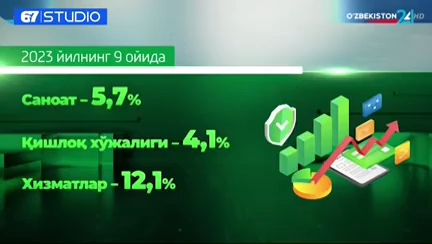 67 STUDIO
O'ZBEKISTON 24 HD
2023 йилнинг 9 ойида
Саноат – 5,7%
Қишлоқ хўжалиги – 4,1%
Хизматлар – 12,1%